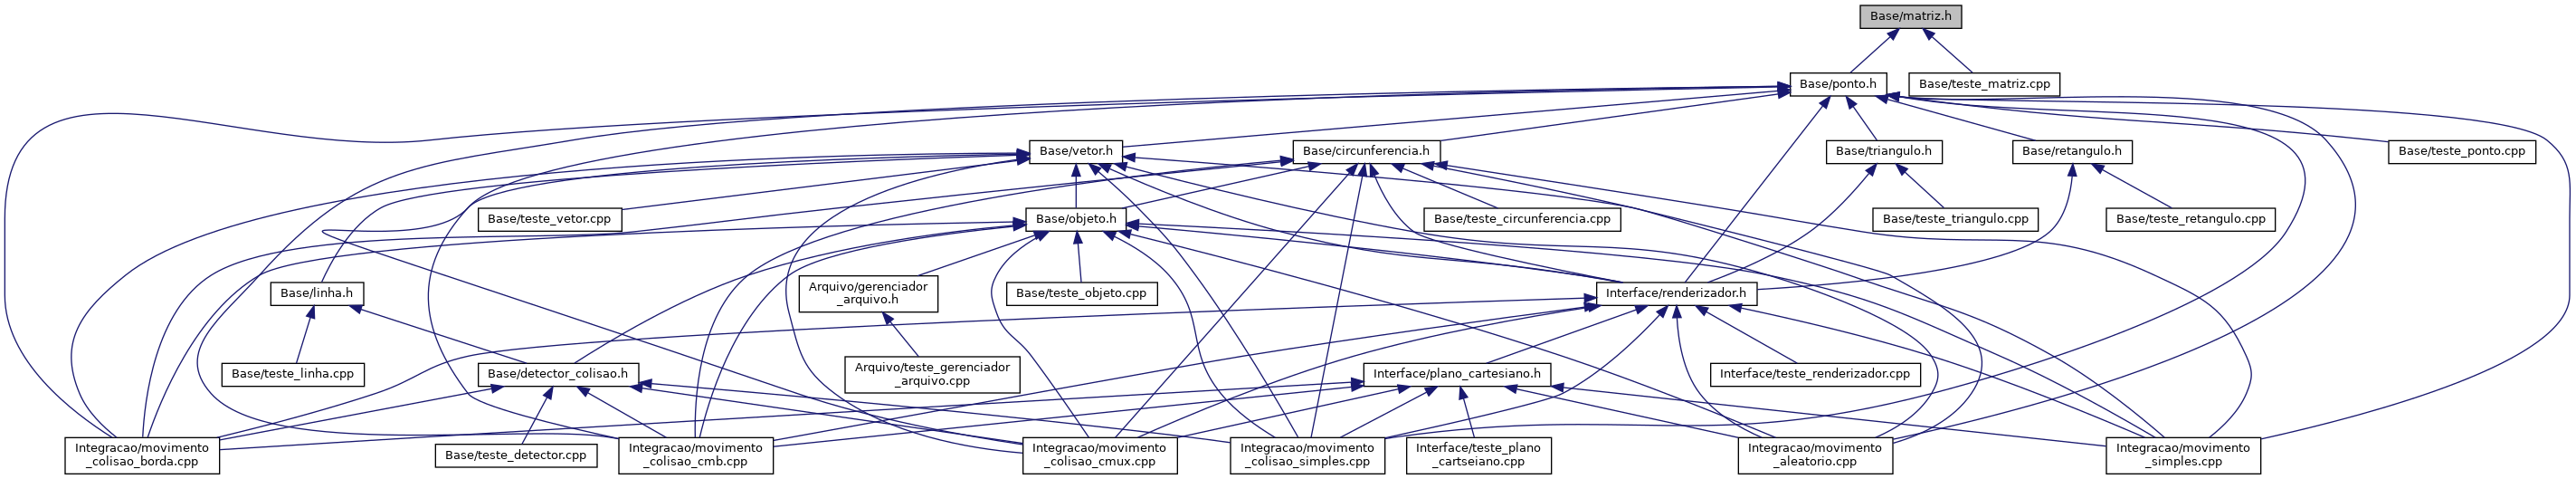 Base/matriz.h
Base/ponto.h
Base/teste_matriz.cpp
Base/vetor.h
Base/circunferencia.h
Base/triangulo.h
Base/retangulo.h
Base/teste_ponto.cpp
Base/teste_vetor.cpp
Base/objeto.h
Base/teste_circunferencia.cpp
Base/teste_triangulo.cpp
Base/teste_retangulo.cpp
Base/linha.h
Arquivo/gerenciador
_arquivo.h
Base/teste_objeto.cpp
Interface/renderizador.h
Base/teste_linha.cpp
Base/detector_colisao.h
Arquivo/teste_gerenciador
_arquivo.cpp
Interface/plano_cartesiano.h
Interface/teste_renderizador.cpp
Integracao/movimento
_colisao_borda.cpp
Base/teste_detector.cpp
Integracao/movimento
_colisao_cmb.cpp
Integracao/movimento
_colisao_cmux.cpp
Integracao/movimento
_colisao_simples.cpp
Interface/teste_plano
_cartseiano.cpp
Integracao/movimento
_aleatorio.cpp
Integracao/movimento
_simples.cpp